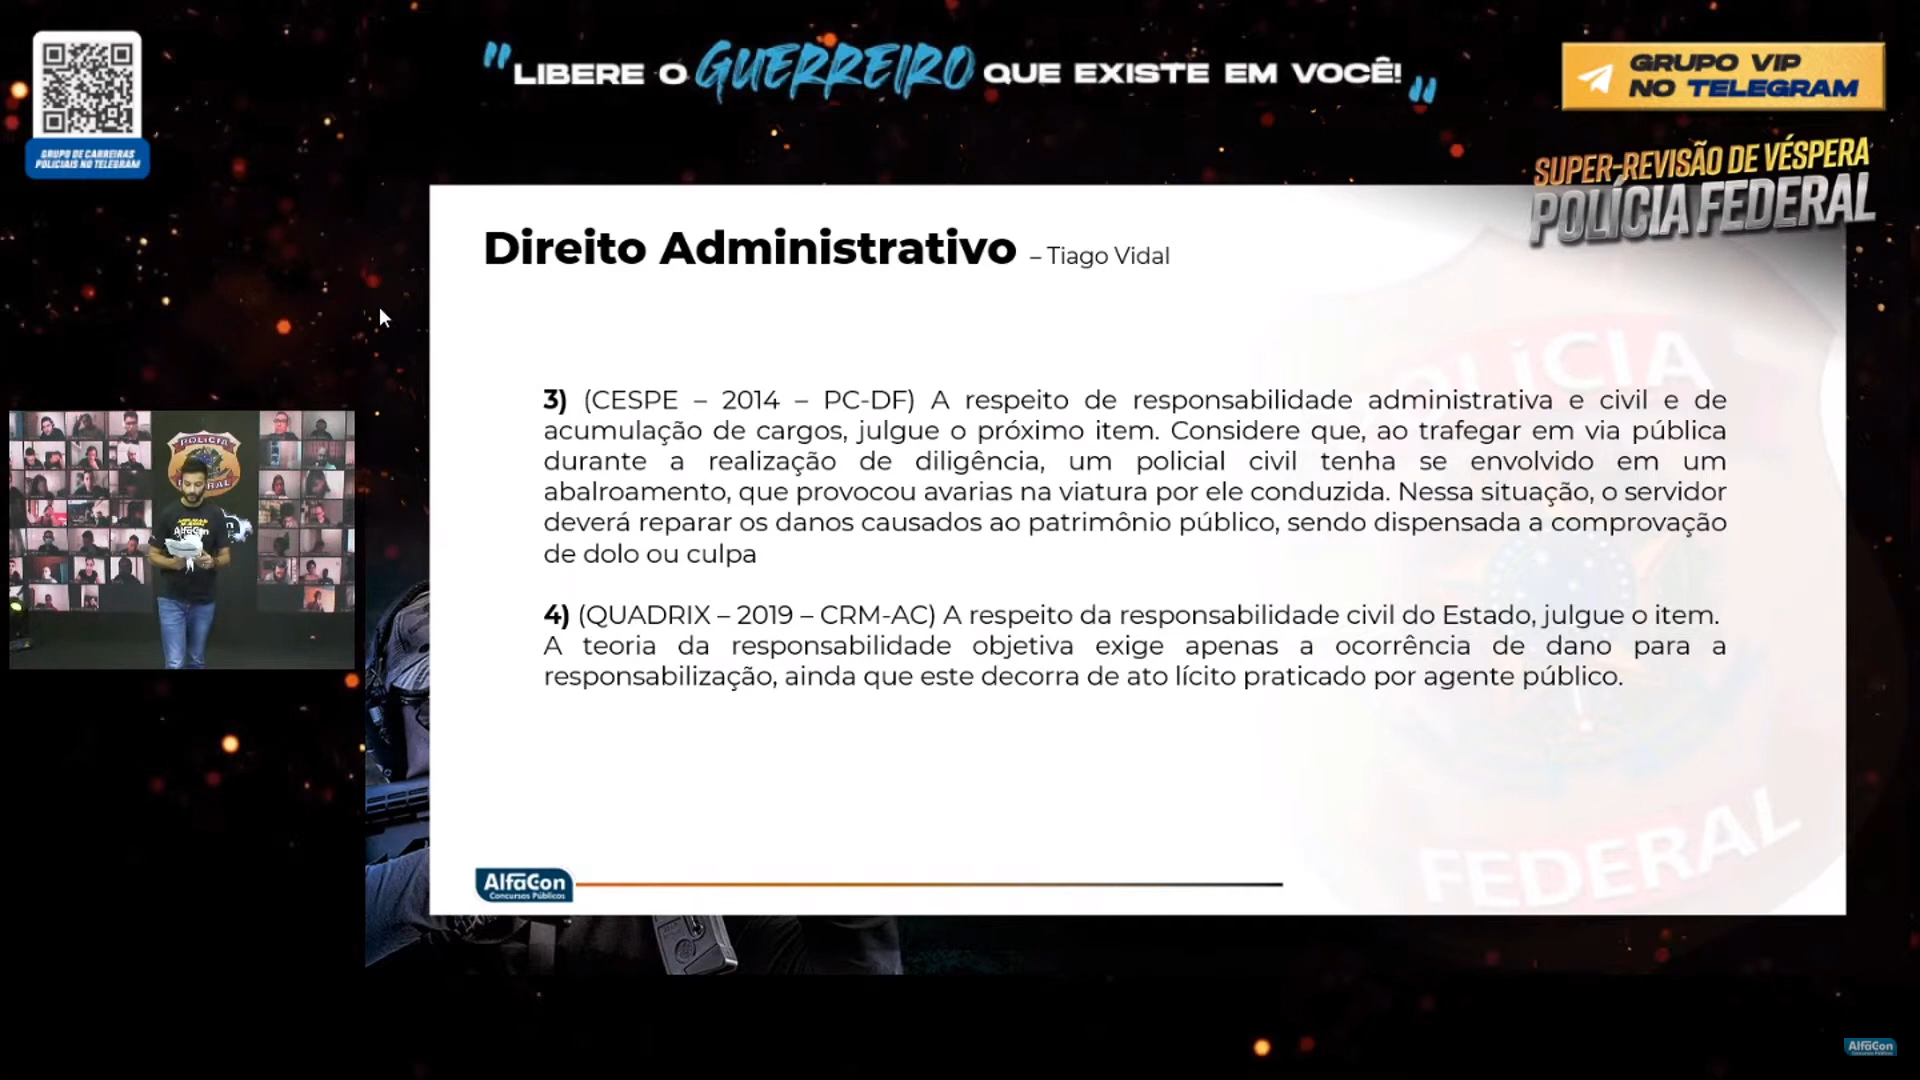 "LIBERE O GUERREIRO QUE EXISTE EM VOCÊ!"
GRUPO VIP
NO TELEGRAM
GRUPO DE CARREIRAS
POLICIAIS NO TELEGRAM
SUPER-REVISÃO DE VÉSPERA
POLÍCIA FEDERAL
Direito Administrativo – Tiago Vidal
POLÍCIA
3) (CESPE – 2014 – PC-DF) A respeito de responsabilidade administrativa e civil e de
acumulação de cargos, julgue o próximo item. Considere que, ao trafegar em via pública
durante a realização de diligência, um policial civil tenha se envolvido em um
abalroamento, que provocou avarias na viatura por ele conduzida. Nessa situação, o servidor
deverá reparar os danos causados ao patrimônio público, sendo dispensada a comprovação
de dolo ou culpa
4) (QUADRIX – 2019 – CRM-AC) A respeito da responsabilidade civil do Estado, julgue o item.
A teoria da responsabilidade objetiva exige apenas a ocorrência de dano para a
responsabilização, ainda que este decorra de ato lícito praticado por agente público.
FEDERAL
POLÍCIA
FEDERAL
AlfaCon
AlfaCon
Concursos Públicos
AlfaCon
Concursos Públicos